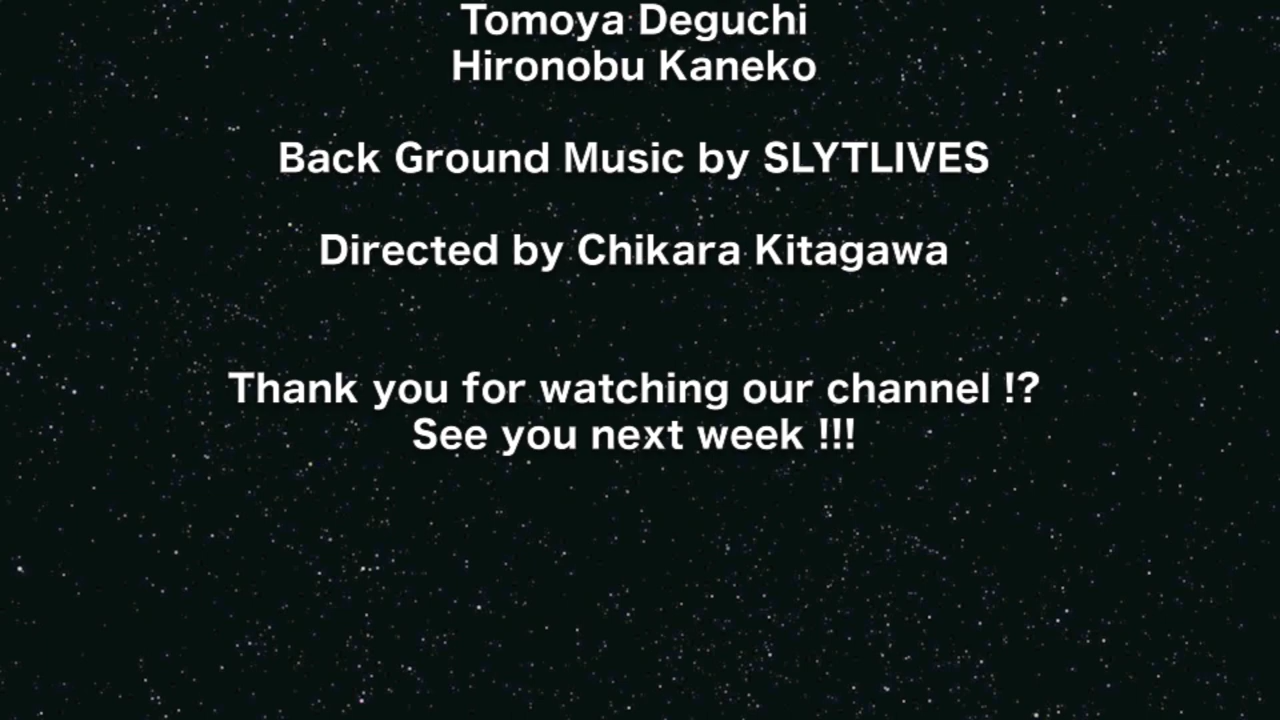 Tomoya Deguchi
Hironobu Kaneko
Back Ground Music by SLYTLIVES
Directed by Chikara Kitagawa
Thank you for watching our channel !?
See you next week !!!